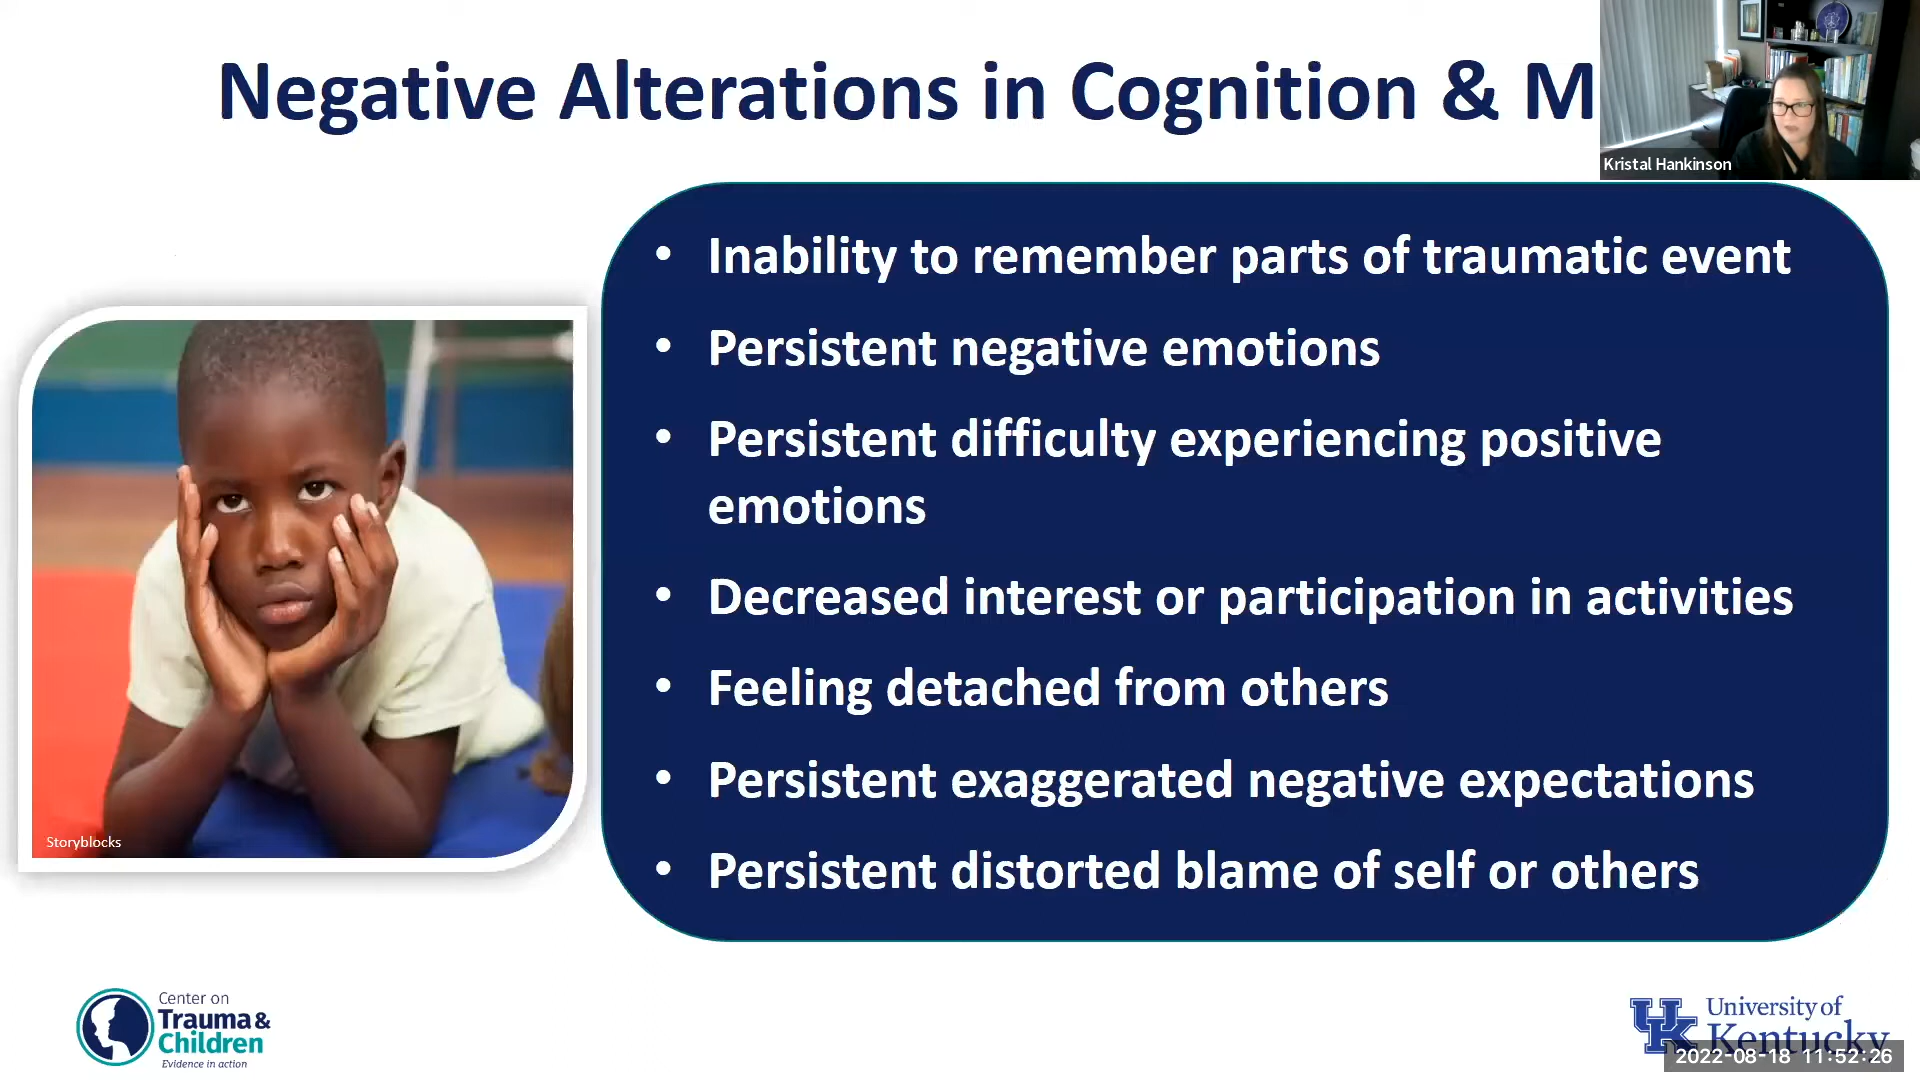 Negative Alterations in Cognition & M
Kristal Hankinson
• Inability to remember parts of traumatic event
• Persistent negative emotions
• Persistent difficulty experiencing positive
emotions
• Decreased interest or participation in activities
• Feeling detached from others
• Persistent exaggerated negative expectations
• Persistent distorted blame of self or others
Storyblocks
Center on
Trauma &
Children
Evidence in action
UK
University of
Kentucky
2022-08-18 11:52:26